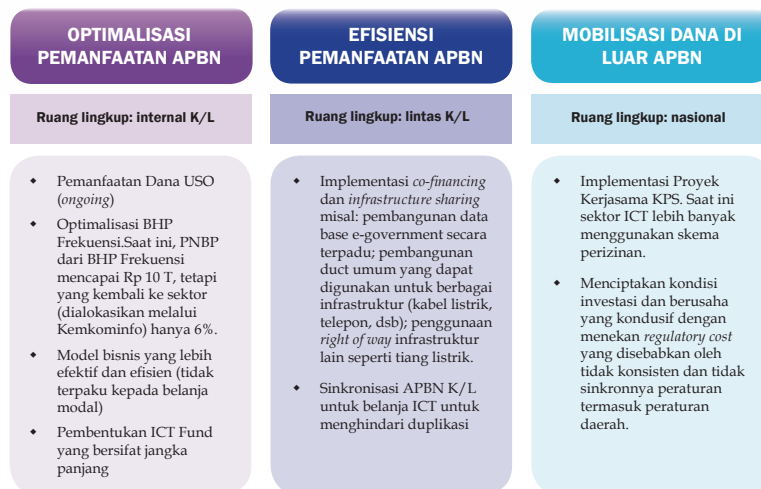 OPTIMALISASI
PEMANFAATAN APBN
Ruang lingkup: internal K/L
◆ Pemanfaatan Dana USO
(ongoing)
◆ Optimalisasi BHP
Frekuensi.Saat ini, PNBP
dari BHP Frekuensi
mencapai Rp 10 T, tetapi
yang kembali ke sektor
(dialokasikan melalui
Kemkominfo) hanya 6%.
◆ Model bisnis yang lebih
efektif dan efisien (tidak
terpaku kepada belanja
modal)
◆ Pembentukan ICT Fund
yang bersifat jangka
panjang
EFISIENSI
PEMANFAATAN APBN
Ruang lingkup: lintas K/L
◆ Implementasi co-financing
dan infrastructure sharing
misal: pembangunan data
base e-government secara
terpadu; pembangunan
duct umum yang dapat
digunakan untuk berbagai
infrastruktur (kabel listrik,
telepon, dsb); penggunaan
right of way infrastruktur
lain seperti tiang listrik.
◆ Sinkronisasi APBN K/L
untuk belanja ICT untuk
menghindari duplikasi
MOBILISASI DANA DI
LUAR APBN
Ruang lingkup: nasional
◆ Implementasi Proyek
Kerjasama KPS. Saat ini
sektor ICT lebih banyak
menggunakan skema
perizinan.
◆ Menciptakan kondisi
investasi dan berusaha
yang kondusif dengan
menekan regulatory cost
yang disebabkan oleh
tidak konsisten dan tidak
sinkronnya peraturan
termasuk peraturan
daerah.